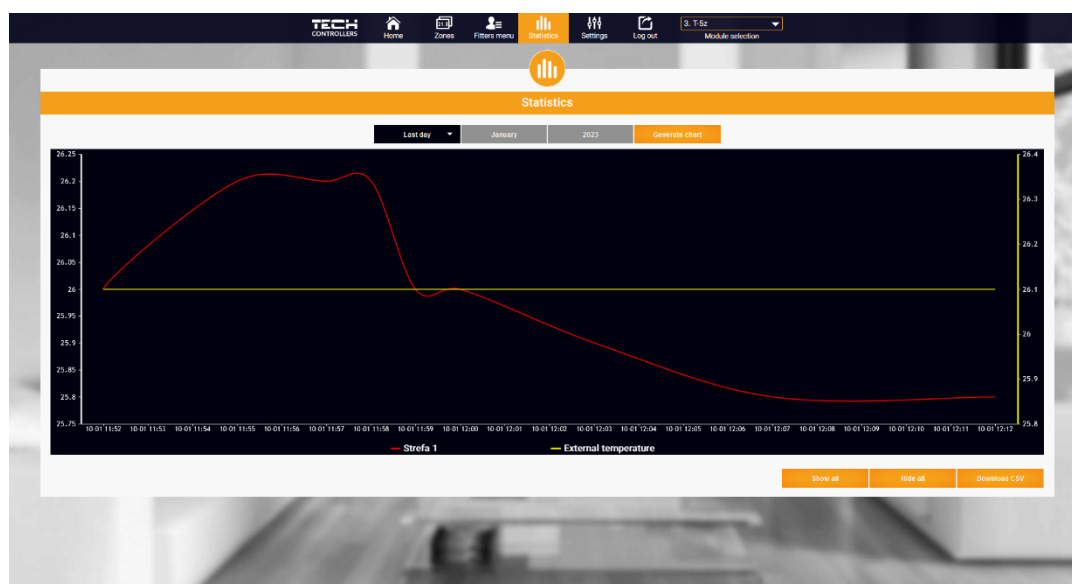 TECH CONTROLLERS
Home
Zones
Fitters menu
Statistics
Settings
Log out
3. T-5z
Module selection
Statistics
Last day
January
2023
Generate chart
26.25
26.2
26.15
26.1
26.05
26
25.95
25.9
25.85
25.8
25.75
26.4
26.3
26.2
26.1
26
25.9
25.8
10-01 11:52 10-01 11:53 10-01 11:54 10-01 11:55 10-01 11:56 10-01 11:57 10-01 11:58 10-01 11:59 10-01 12:00 10-01 12:01 10-01 12:02 10-01 12:03 10-01 12:04 10-01 12:05 10-01 12:06 10-01 12:07 10-01 12:08 10-01 12:09 10-01 12:10 10-01 12:11 10-01 12:12
Strefa 1
External temperature
Show all
Hide all
Download CSV